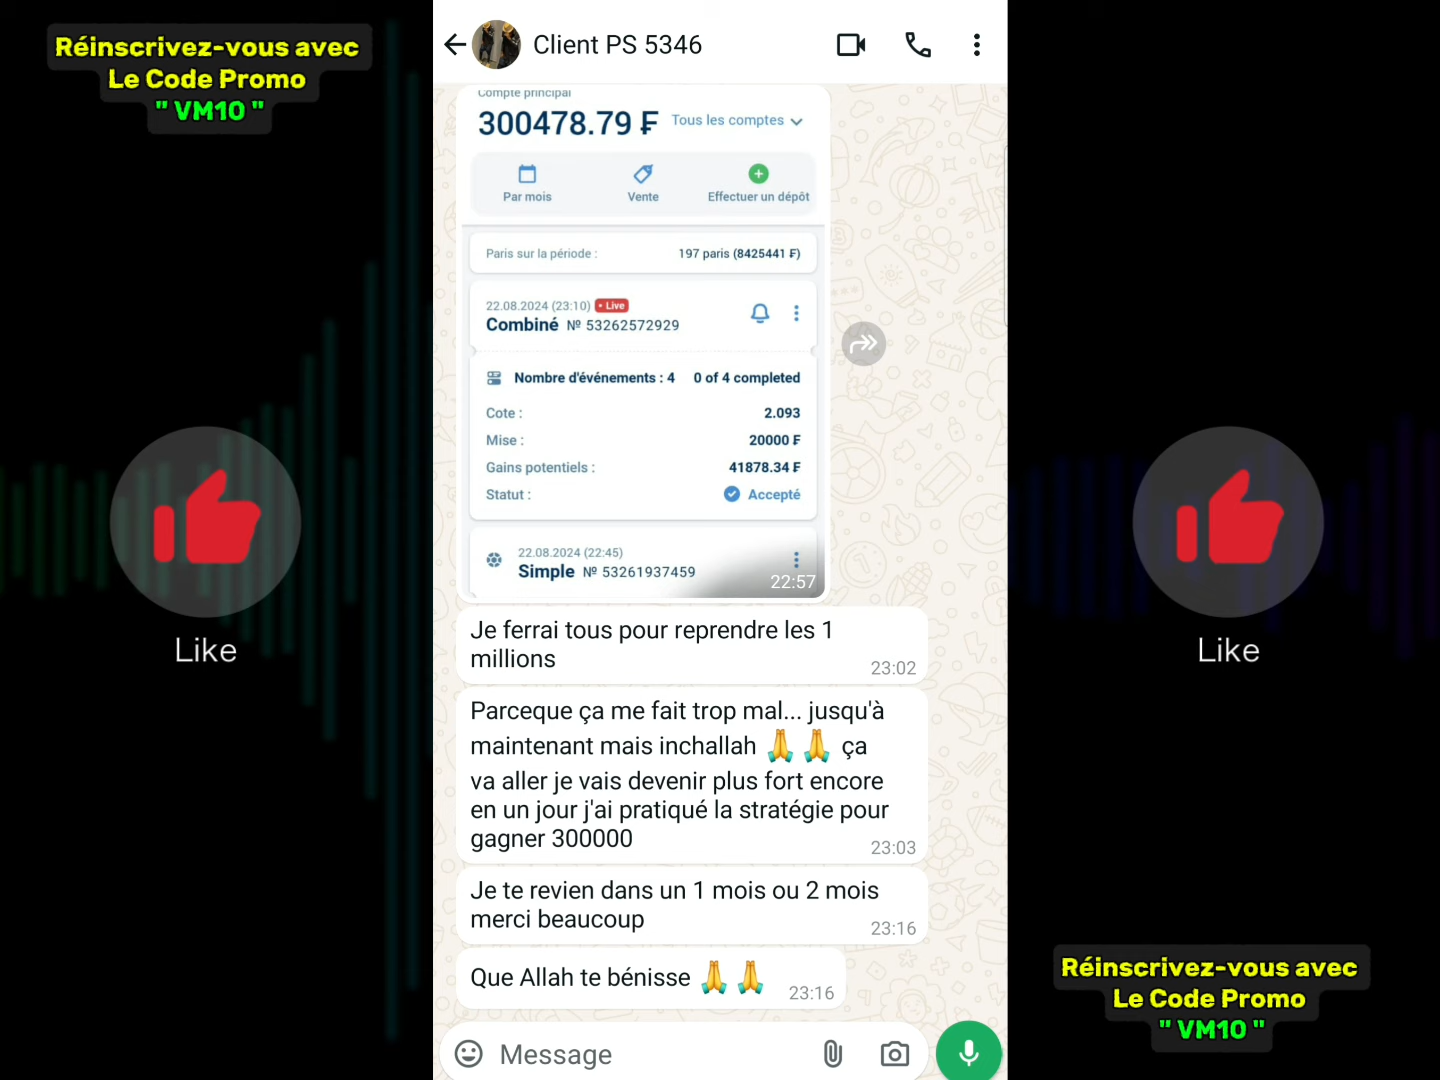 Réinscrivez-vous avec
Le Code Promo
" VM10 "
Like
Client PS 5346
Compte principal
300478.79 ₣ Tous les comptes
Par mois Vente Effectuer un dépôt
Paris sur la période : 197 paris (8425441 ₣)
22.08.2024 (23:10) • Live
Combiné № 53262572929
Nombre d'événements : 4 0 of 4 completed
Cote : 2.093
Mise : 20000 ₣
Gains potentiels : 41878.34 ₣
Statut : Accepté
22.08.2024 (22:45)
Simple № 53261937459
22:57
Je ferrai tous pour reprendre les 1
millions
23:02
Parceque ça me fait trop mal... jusqu'à
maintenant mais inchallah 🙏 🙏 ça
va aller je vais devenir plus fort encore
en un jour j'ai pratiqué la stratégie pour
gagner 300000
23:03
Je te revien dans un 1 mois ou 2 mois
merci beaucoup
23:16
Que Allah te bénisse 🙏 🙏
23:16
Message
Like
Réinscrivez-vous avec
Le Code Promo
" VM10 "